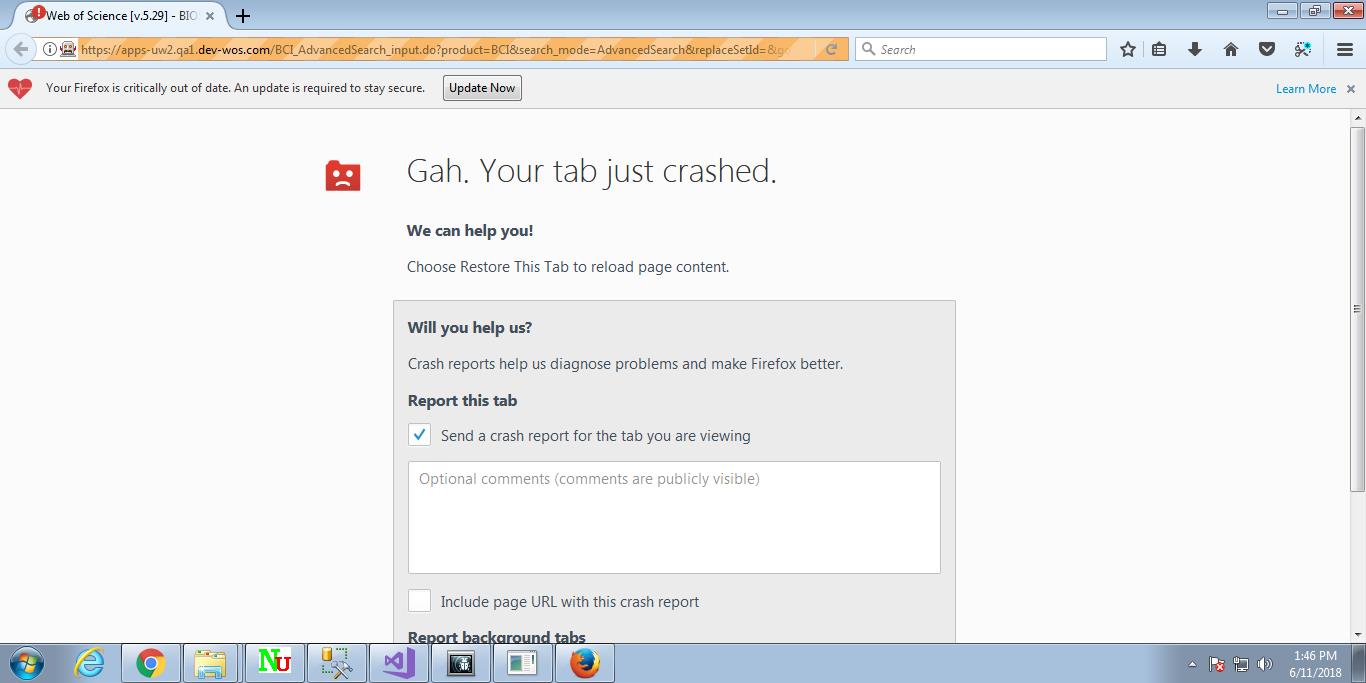 Web of Science [v.5.29] - BIO
https://apps-uw2.qa1.dev-wos.com/BCI_AdvancedSearch_input.do?product=BCI&search_mode=AdvancedSearch&replaceSetId=&go
Search
Your Firefox is critically out of date. An update is required to stay secure.
Update Now
Learn More
Gah. Your tab just crashed.
We can help you!
Choose Restore This Tab to reload page content.
Will you help us?
Crash reports help us diagnose problems and make Firefox better.
Report this tab
Send a crash report for the tab you are viewing
Optional comments (comments are publicly visible)
Include page URL with this crash report
Report background tabs
NU
1:46 PM
6/11/2018